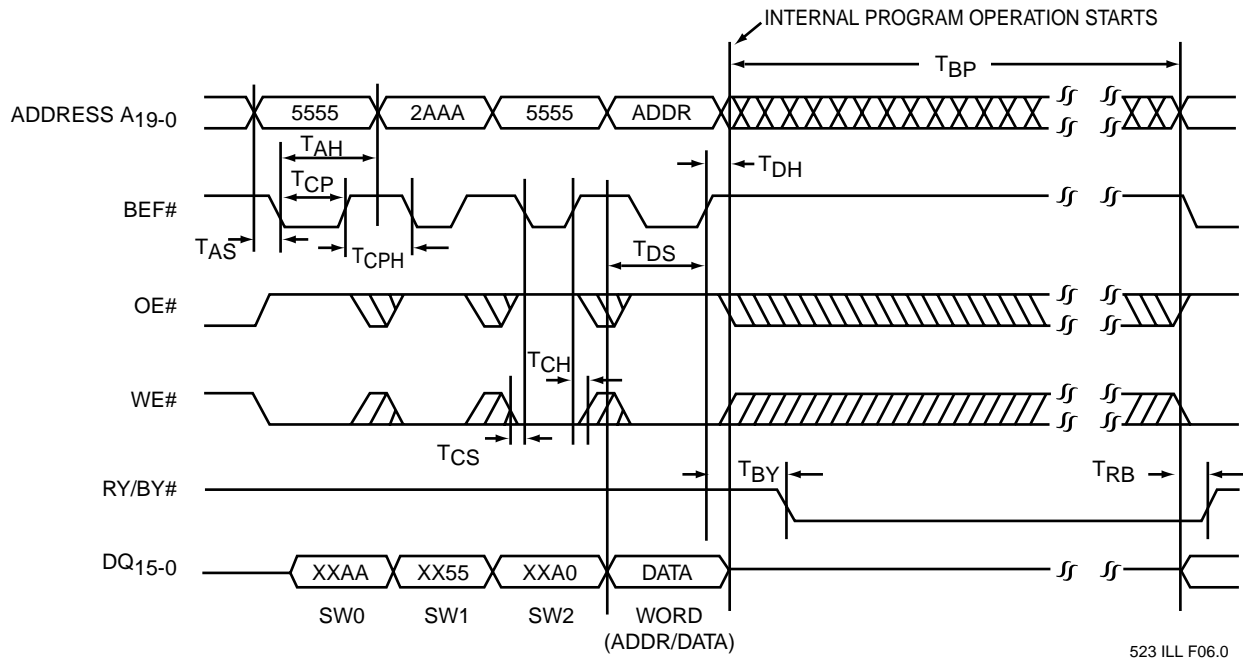 INTERNAL PROGRAM OPERATION STARTS
TBP
ADDRESS A19-0
5555
2AAA
5555
ADDR
TAH
TDH
TCP
BEF#
TAS
TCPH
TDS
OE#
TCH
WE#
TCS
TBY
TRB
RY/BY#
DQ15-0
XXAA
XX55
XXA0
DATA
SW0
SW1
SW2
WORD
(ADDR/DATA)
523 ILL F06.0